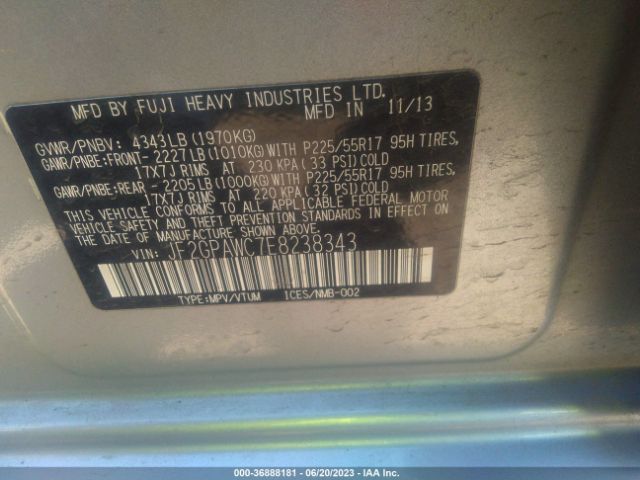 MFD BY FUJI HEAVY INDUSTRIES LTD.
MFD IN 11/13
GVWR/PNBV: 4343LB(1970KG)
GAWR/PNBE:FRONT- 2227LB(1010KG)WITH P225/55R17 95H TIRES,
17X7J RIMS AT 230 KPA(33 PSI)COLD
GAWR/PNBE:REAR - 2205LB(1000KG)WITH P225/55R17 95H TIRES,
17X7J RIMS AT 220 KPA(32 PSI)COLD
THIS VEHICLE CONFORMS TO ALL APPLICABLE FEDERAL MOTOR
VEHICLE SAFETY AND THEFT PREVENTION STANDARDS IN EFFECT ON
THE DATE OF MANUFACTURE SHOWN ABOVE.
VIN: JF2GPAWC7E8238343
TYPE:MPV/VTUM ICES/NMB-002
000-36888181 - 06/20/2023 - IAA Inc.